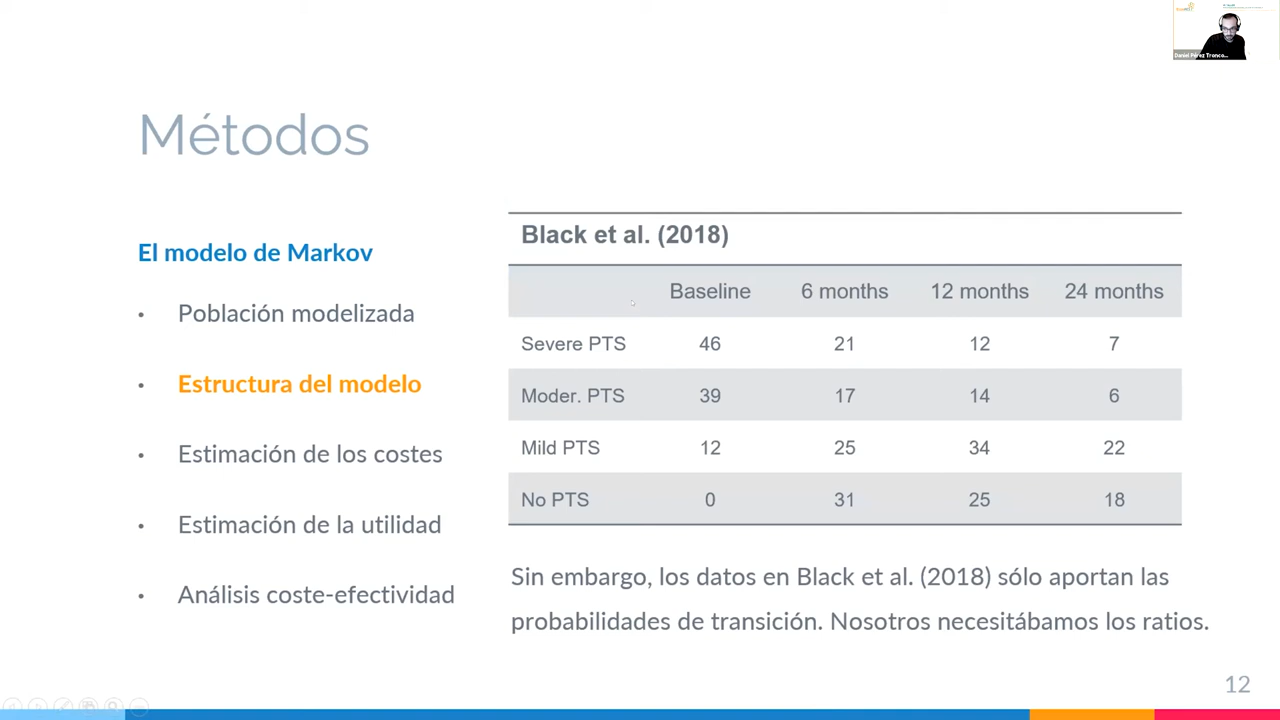 Métodos
El modelo de Markov
• Población modelizada
• Estructura del modelo
• Estimación de los costes
• Estimación de la utilidad
• Análisis coste-efectividad
Black et al. (2018)
Baseline 6 months 12 months 24 months
Severe PTS 46 21 12 7
Moder. PTS 39 17 14 6
Mild PTS 12 25 34 22
No PTS 0 31 25 18
Sin embargo, los datos en Black et al. (2018) sólo aportan las
probabilidades de transición. Nosotros necesitábamos los ratios.
12
Daniel Pérez Tronco...